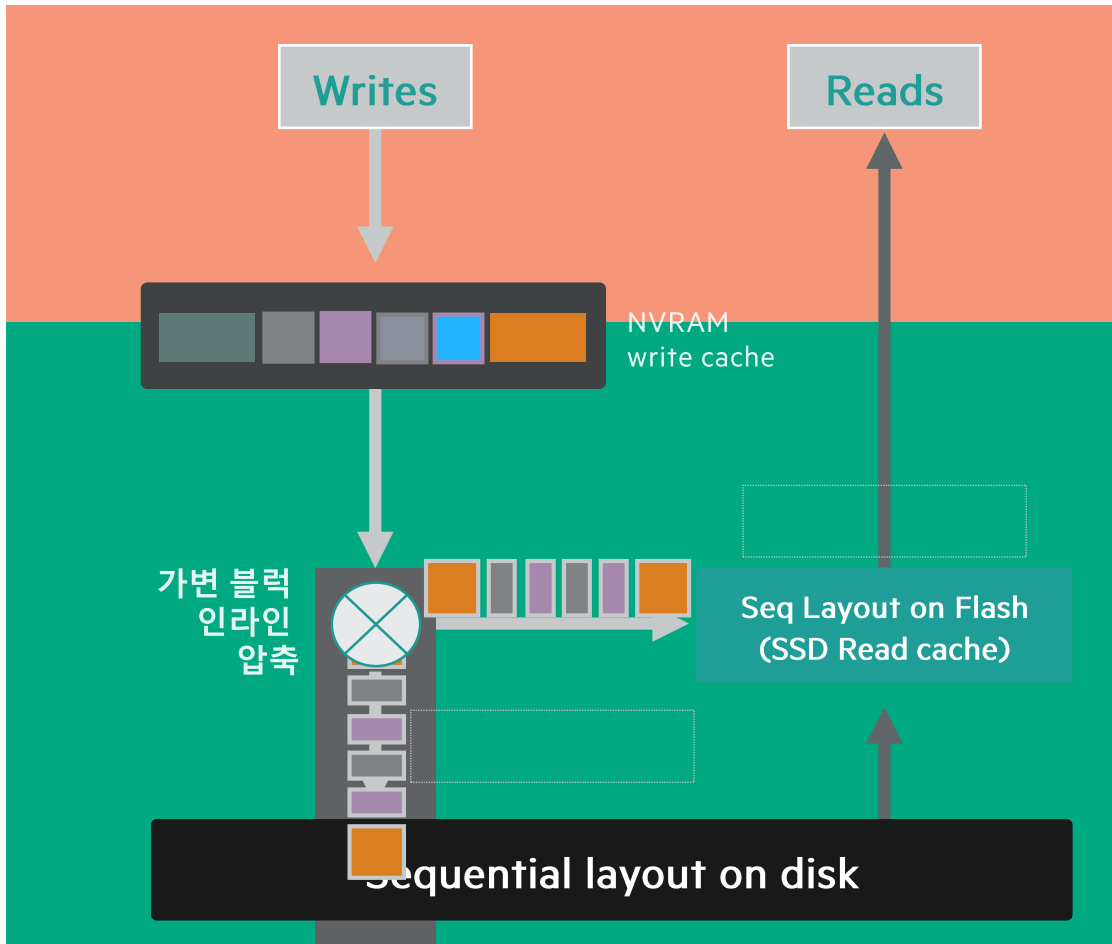 Writes
Reads
NVRAM
write cache
가변 블럭
인라인
압축
Seq Layout on Flash
(SSD Read cache)
Sequential layout on disk